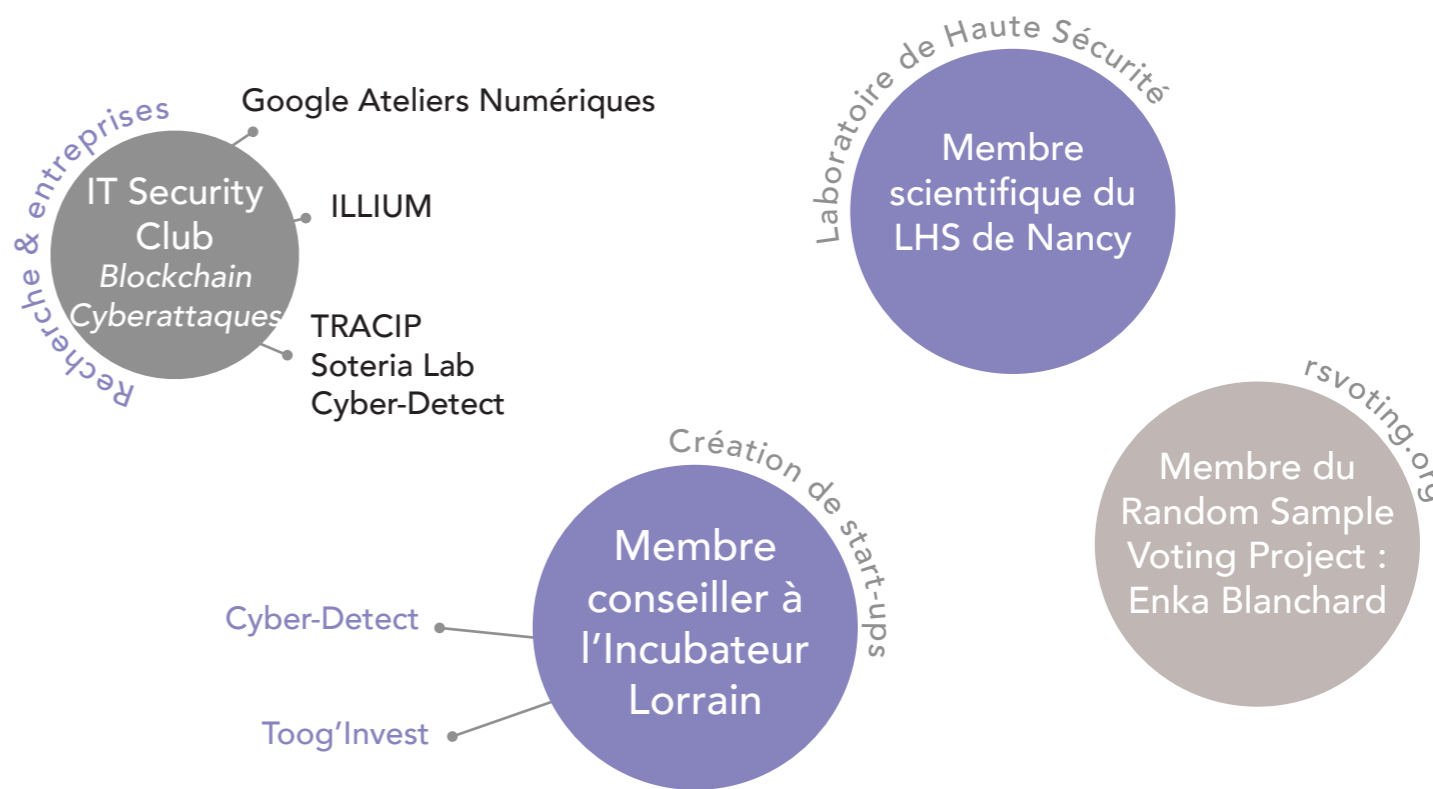 Recherche & entreprises
IT Security
Club
Blockchain
Cyberattaques
Google Ateliers Numériques
ILLIUM
TRACIP
Soteria Lab
Cyber-Detect
Laboratoire de Haute Sécurité
Membre
scientifique du
LHS de Nancy
Création de start-ups
Membre
conseiller à
l'Incubateur
Lorrain
Cyber-Detect
Toog'Invest
rsvoting.org
Membre du
Random Sample
Voting Project :
Enka Blanchard